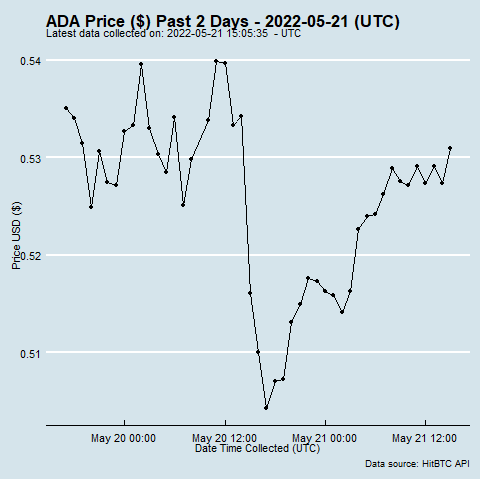 ADA Price ($) Past 2 Days - 2022-05-21 (UTC)
Latest data collected on: 2022-05-21 15:05:35 - UTC
0.54
0.53
0.52
0.51
Price USD ($)
May 20 00:00 May 20 12:00 May 21 00:00 May 21 12:00
Date Time Collected (UTC)
Data source: HitBTC API